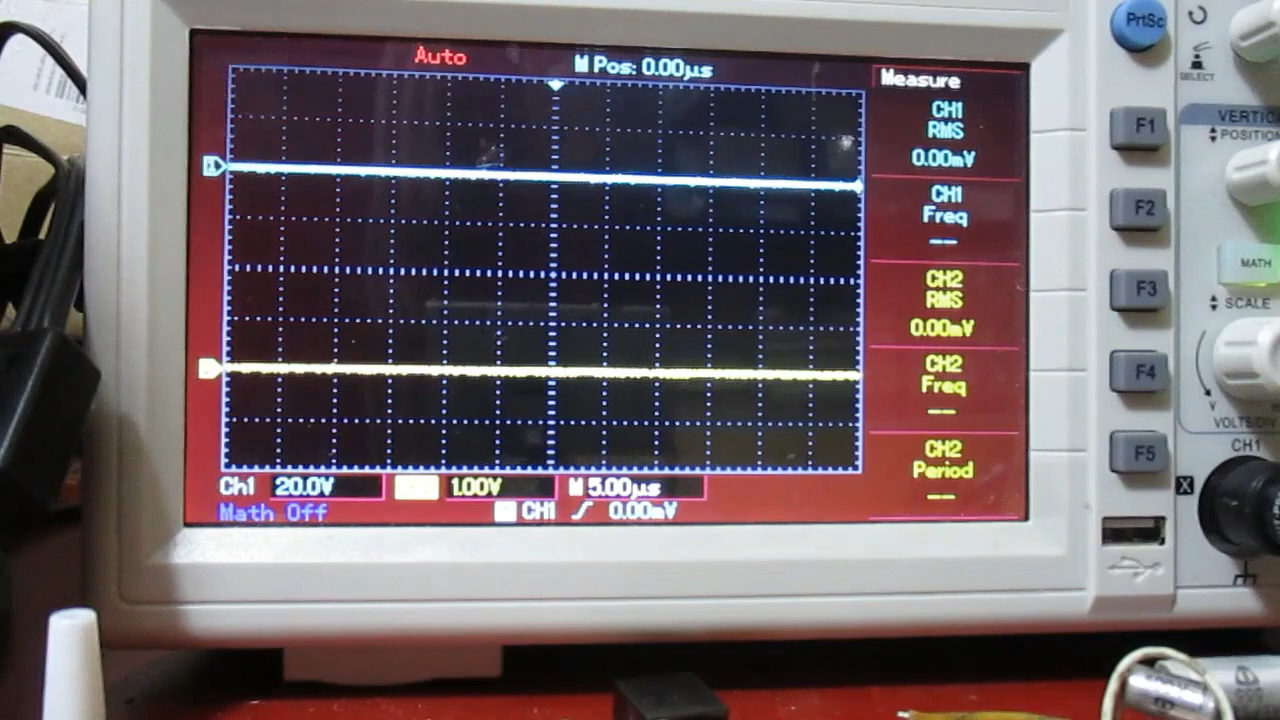 Auto
M Pos: 0.00µs
Measure
CH1
RMS
0.00mV
CH1
Freq
--
CH2
RMS
0.00mV
CH2
Freq
--
CH2
Period
--
Ch1 20.0V
1.00V
M 5.00µs
Math Off
CH1
0.00mV
PrtSc
SELECT
F1
F2
F3
F4
F5
VERTIC
POSITION
MATH
SCALE
V
VOLTS/DIV
CH1
X